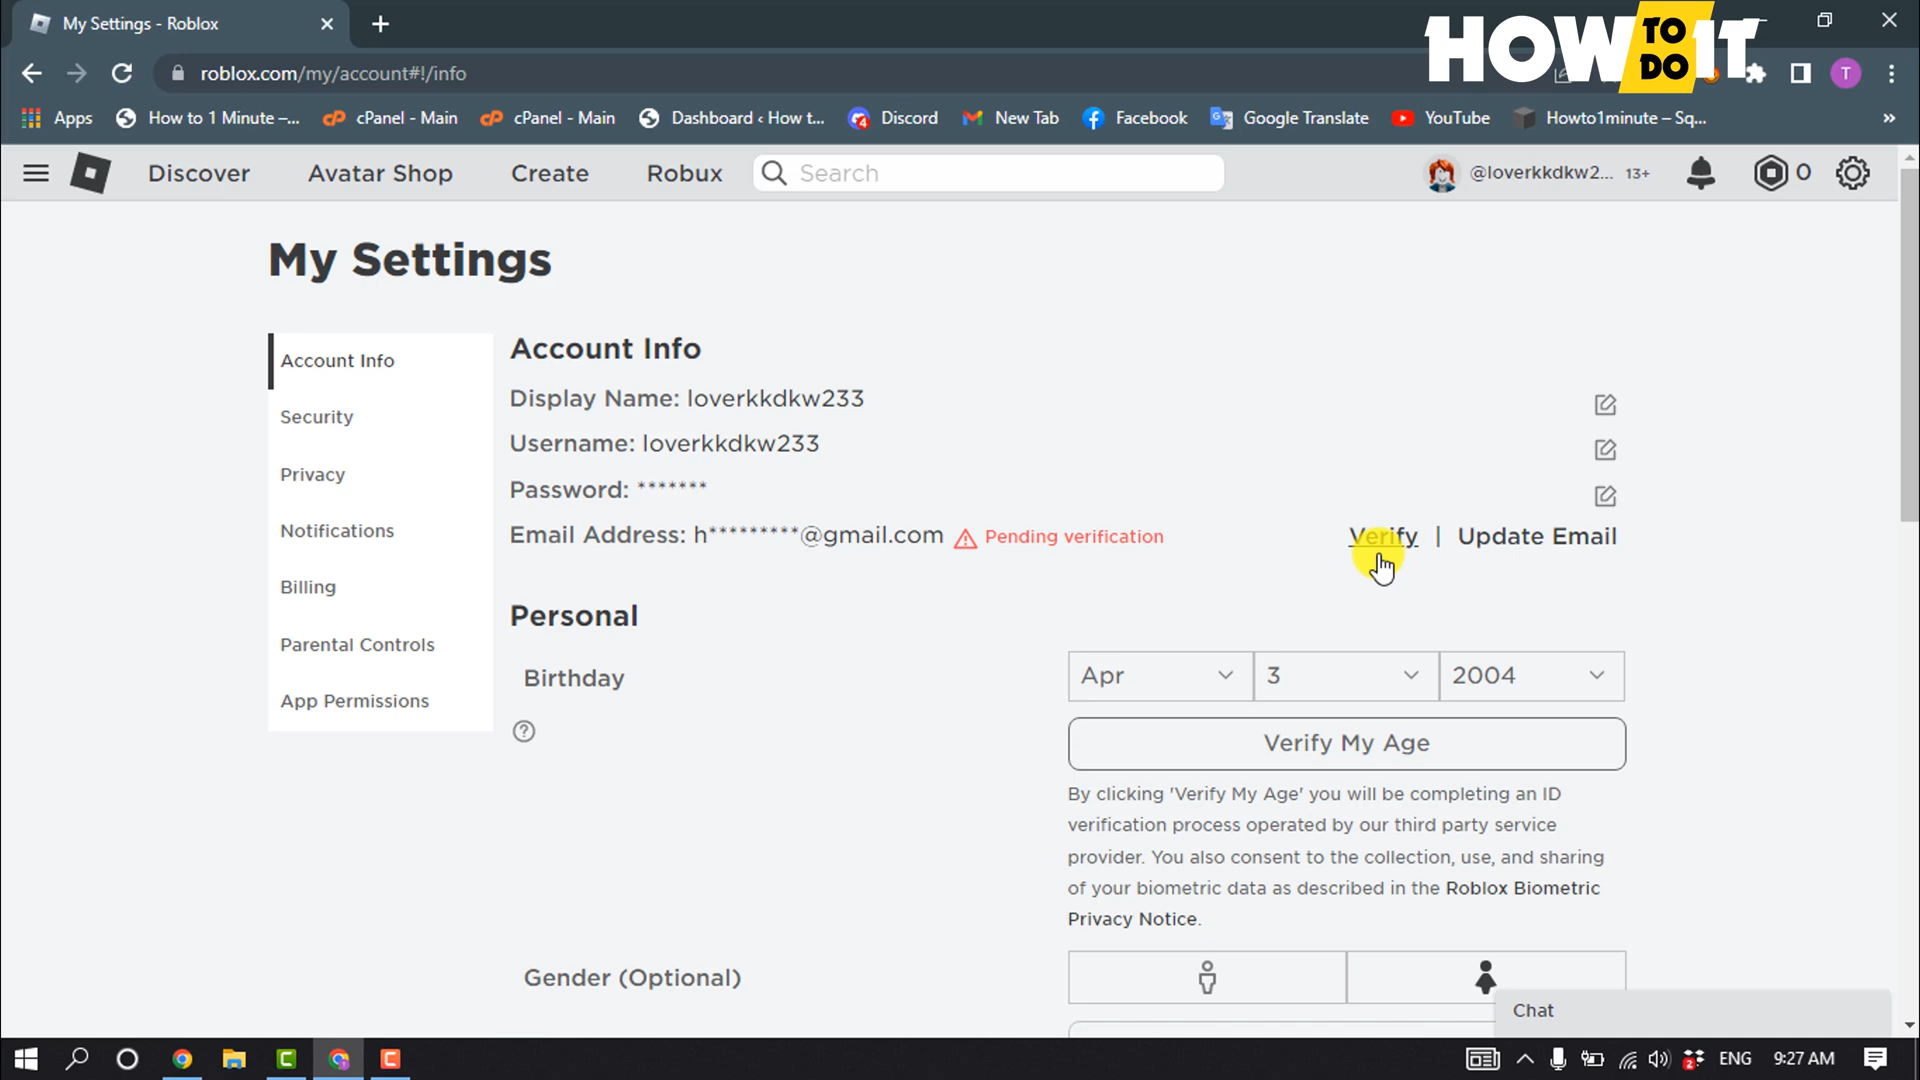 My Settings - Roblox
HOW TO DO IT
roblox.com/my/account#!/info
T
Apps How to 1 Minute –... cPanel - Main cPanel - Main Dashboard ‹ How t... Discord New Tab Facebook Google Translate YouTube Howto1minute – Sq... »
Discover Avatar Shop Create Robux Search @loverkkdkw2... 13+ 0
My Settings
Account Info
Security
Privacy
Notifications
Billing
Parental Controls
App Permissions
Account Info
Display Name: loverkkdkw233
Username: loverkkdkw233
Password: *******
Email Address: h*********@gmail.com Pending verification Verify | Update Email
Personal
Birthday Apr 3 2004
Verify My Age
By clicking 'Verify My Age' you will be completing an ID
verification process operated by our third party service
provider. You also consent to the collection, use, and sharing
of your biometric data as described in the Roblox Biometric
Privacy Notice.
Gender (Optional)
Chat
2 ENG 9:27 AM